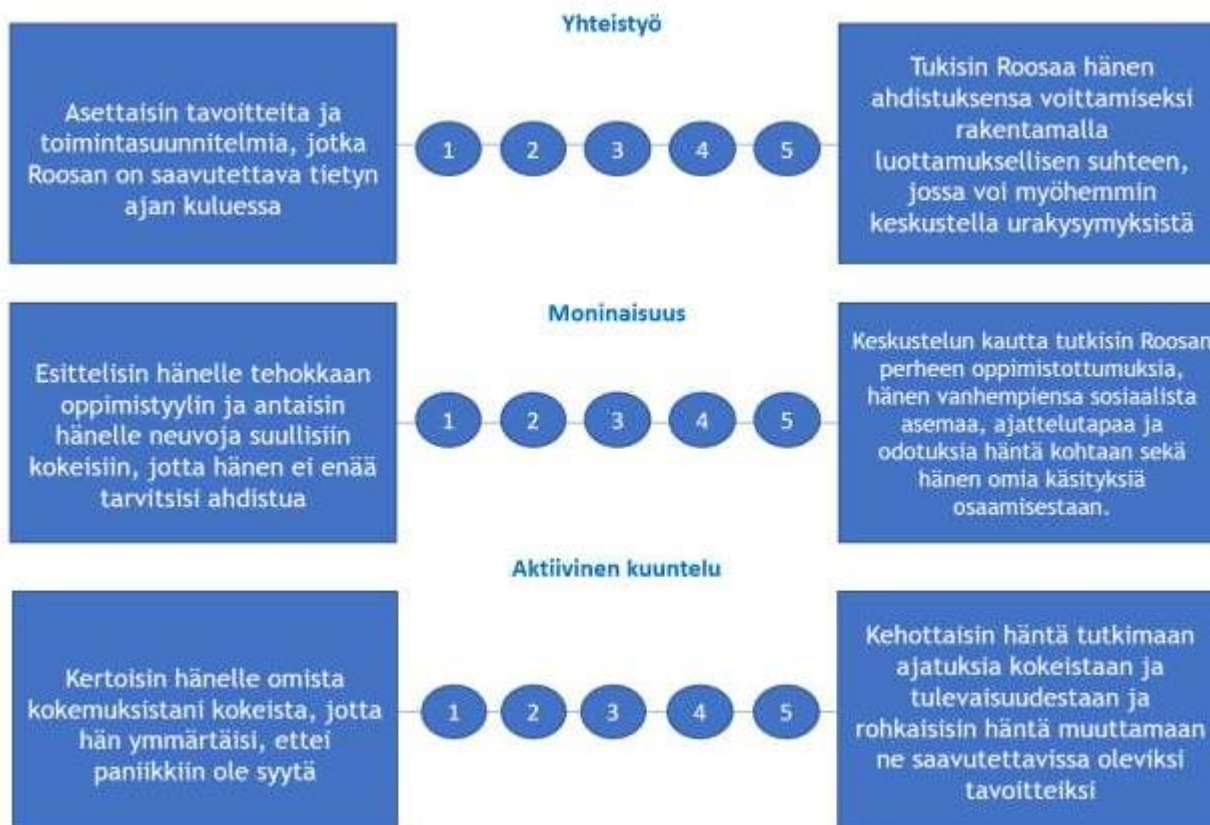 Yhteistyö
Asettaisin tavoitteita ja
toimintasuunnitelmia, jotka
Roosan on saavutettava tietyn
ajan kuluessa
1 2 3 4 5
Tukisin Roosaa hänen
ahdistuksensa voittamiseksi
rakentamalla
luottamuksellisen suhteen,
jossa voi myöhemmin
keskustella urakysymyksistä
Moninaisuus
Esittelisin hänelle tehokkaan
oppimistyylin ja antaisin
hänelle neuvoja suullisiin
kokeisiin, jotta hänen ei enää
tarvitsisi ahdistua
1 2 3 4 5
Keskustelun kautta tutkisin Roosan
perheen oppimistottumuksia,
hänen vanhempiensa sosiaalista
asemaa, ajattelutapaa ja
odotuksia häntä kohtaan sekä
hänen omia käsityksiä
osaamisestaan.
Aktiivinen kuuntelu
Kertoisin hänelle omista
kokemuksistani kokeista, jotta
hän ymmärtäisi, ettei
paniikkiin ole syytä
1 2 3 4 5
Kehottaisin häntä tutkimaan
ajatuksia kokeistaan ja
tulevaisuudestaan ja
rohkaisisin häntä muuttamaan
ne saavutettavissa oleviksi
tavoitteiksi